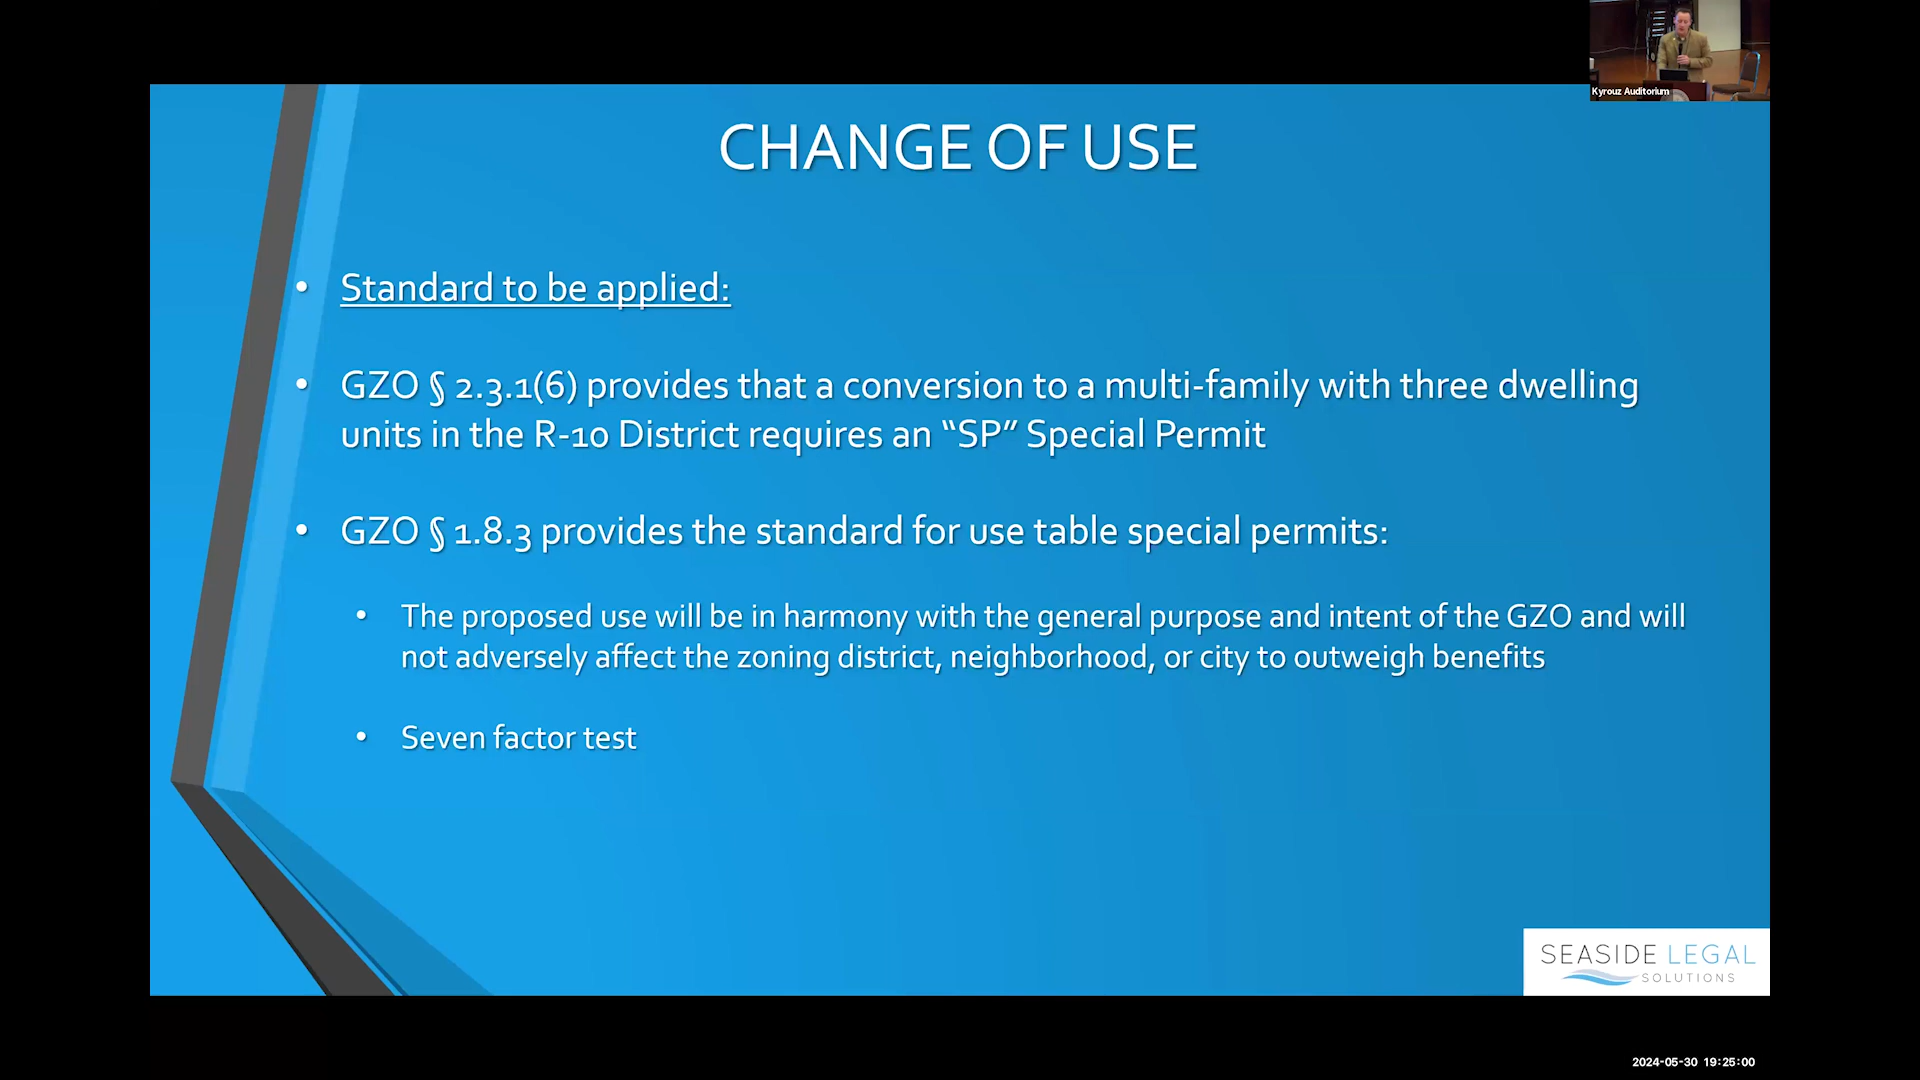 Kyrouz Auditorium
CHANGE OF USE
• Standard to be applied:
• GZO § 2.3.1(6) provides that a conversion to a multi-family with three dwelling
units in the R-10 District requires an “SP” Special Permit
• GZO § 1.8.3 provides the standard for use table special permits:
• The proposed use will be in harmony with the general purpose and intent of the GZO and will
not adversely affect the zoning district, neighborhood, or city to outweigh benefits
• Seven factor test
SEASIDE LEGAL
SOLUTIONS
2024-05-30 19:25:00